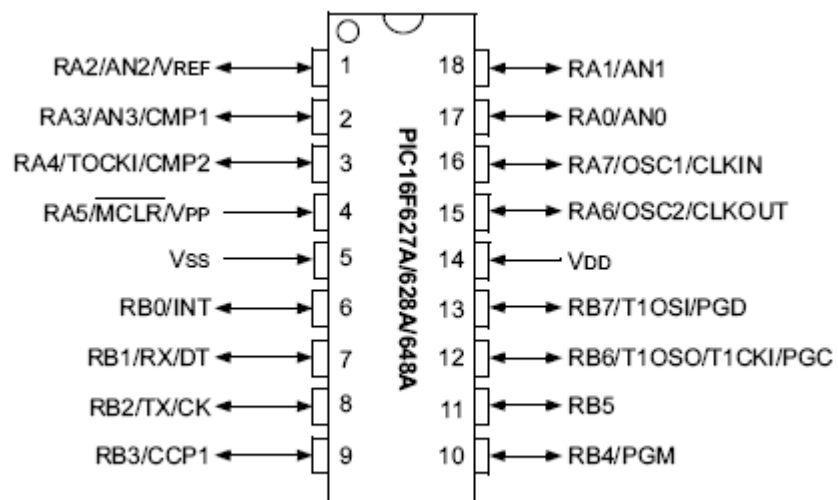 RA2/AN2/VREF 1 18 RA1/AN1
RA3/AN3/CMP1 2 17 RA0/AN0
RA4/TOCKI/CMP2 3 16 RA7/OSC1/CLKIN
RA5/MCLR/VPP 4 15 RA6/OSC2/CLKOUT
VSS 5 14 VDD
RB0/INT 6 13 RB7/T1OSI/PGD
RB1/RX/DT 7 12 RB6/T1OSO/T1CKI/PGC
RB2/TX/CK 8 11 RB5
RB3/CCP1 9 10 RB4/PGM
PIC16F627A/628A/648A